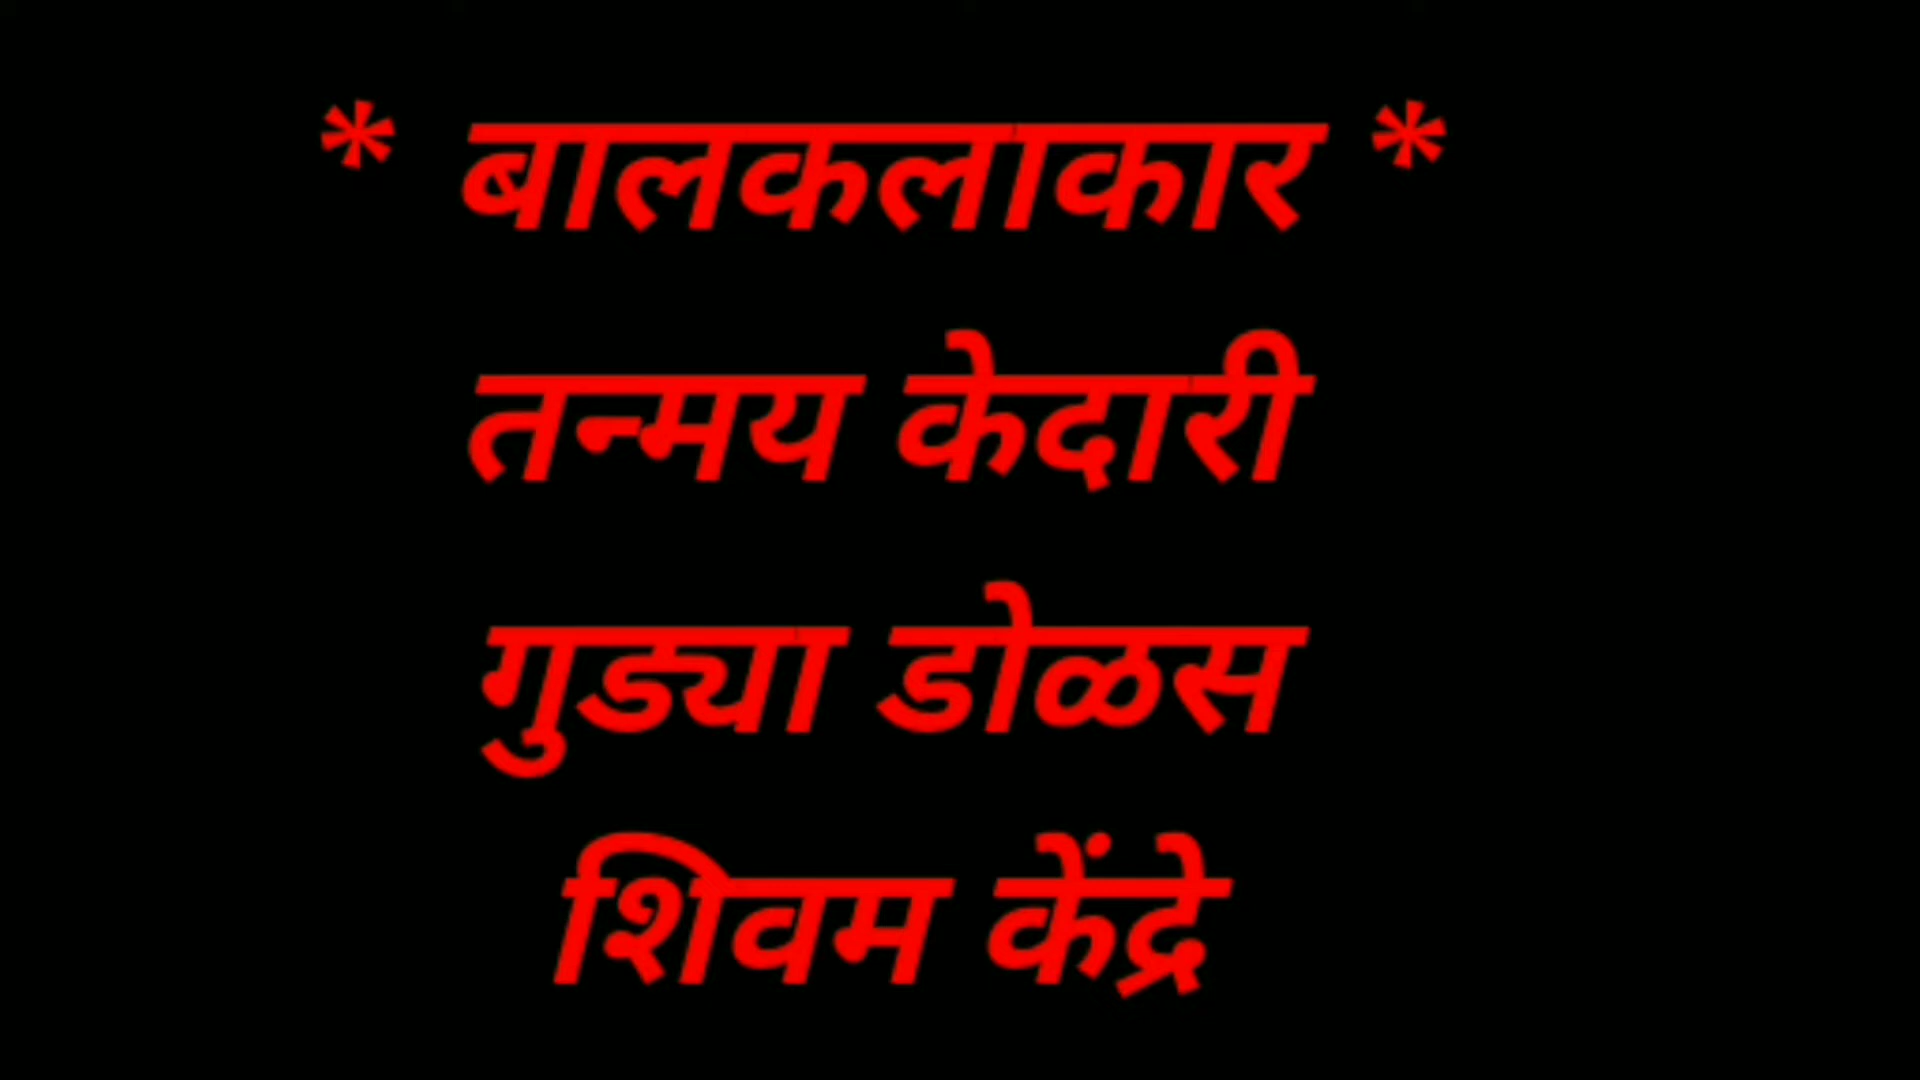 * बालकलाकार *
तन्मय केदारी
गुड्या डोळस
शिवम केंद्रे